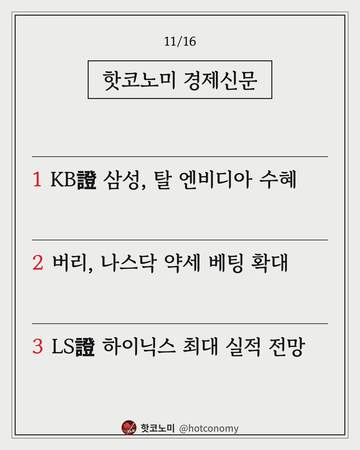 11/16
핫코노미 경제신문
1 KB證 삼성, 탈 엔비디아 수혜
2 버리, 나스닥 약세 베팅 확대
3 LS證 하이닉스 최대 실적 전망
핫코노미 @hotconomy